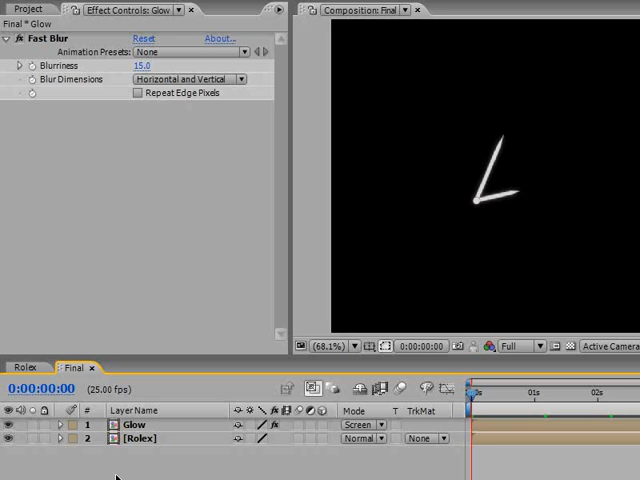 Project Effect Controls: Glow Composition: Final
Final * Glow
Fast Blur Reset About...
Animation Presets: None
Blurriness 15.0
Blur Dimensions Horizontal and Vertical
Repeat Edge Pixels
(68.1%) 0:00:00:00 Full Active Camera
Rolex Final
0:00:00:00 (25.00 fps)
# Layer Name Mode T TrkMat 01s 02s
1 Glow Screen
2 [Rolex] Normal None